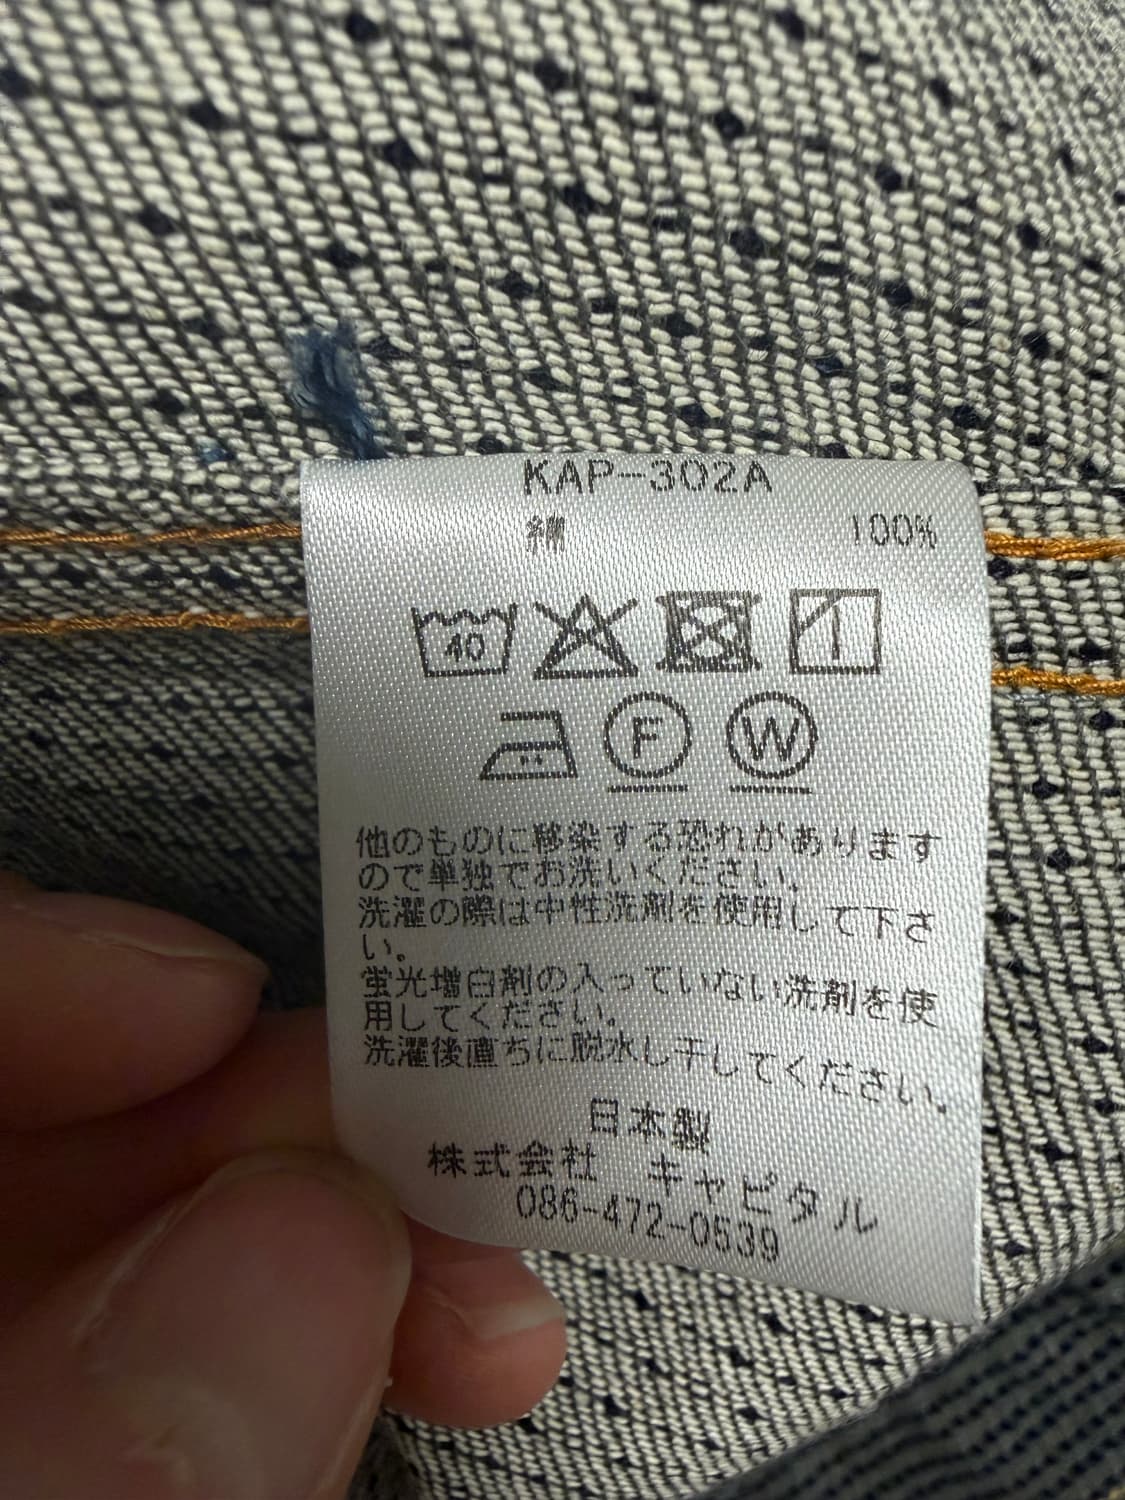 KAP-302A
綿 100%
40
F W
他のものに移染する恐れがあります
ので単独でお洗いください。
洗濯の際は中性洗剤を使用して下さ
い。
蛍光増白剤の入っていない洗剤を使
用してください。
洗濯後直ちに脱水し干してください。
日本製
株式会社 キャピタル
086-472-0539